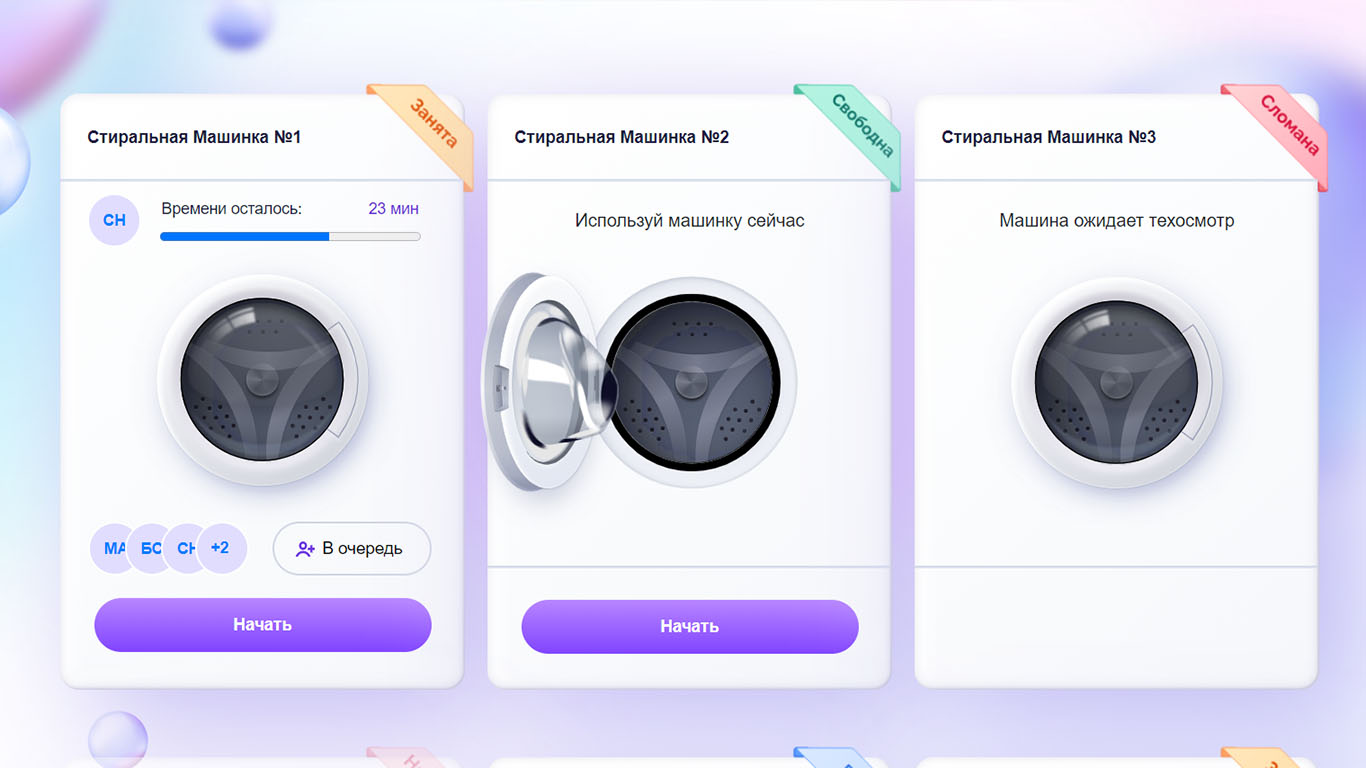 Занята
Стиральная Машинка №1
СН
Времени осталось:
23 мин
МА
БО
СН
+2
В очередь
Начать
Свободна
Стиральная Машинка №2
Используй машинку сейчас
Начать
Сломана
Стиральная Машинка №3
Машина ожидает техосмотр